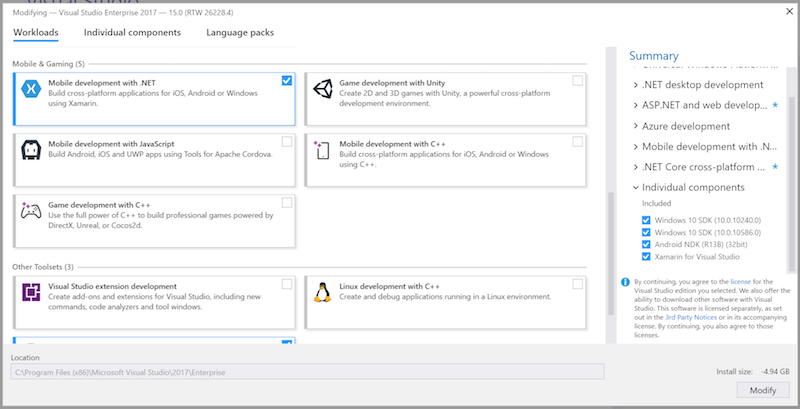 Modifying — Visual Studio Enterprise 2017 — 15.0 (RTW 26228.4)
Workloads Individual components Language packs
Mobile & Gaming (5)
Mobile development with .NET
Build cross-platform applications for iOS, Android or Windows
using Xamarin.
Game development with Unity
Create 2D and 3D games with Unity, a powerful cross-platform
development environment.
Mobile development with JavaScript
Build Android, iOS and UWP apps using Tools for Apache Cordova.
Mobile development with C++
Build cross-platform applications for iOS, Android or Windows
using C++.
Game development with C++
Use the full power of C++ to build professional games powered by
DirectX, Unreal, or Cocos2d.
Other Toolsets (3)
Visual Studio extension development
Create add-ons and extensions for Visual Studio, including new
commands, code analyzers and tool windows.
Linux development with C++
Create and debug applications running in a Linux environment.
Location
C:\Program Files (x86)\Microsoft Visual Studio\2017\Enterprise
Summary
.NET desktop development
ASP.NET and web develop...
Azure development
Mobile development with .N...
.NET Core cross-platform ...
Individual components
Included
Windows 10 SDK (10.0.10240.0)
Windows 10 SDK (10.0.10586.0)
Android NDK (R13B) (32bit)
Xamarin for Visual Studio
By continuing, you agree to the license for the
Visual Studio edition you selected. We also offer the
ability to download other software with Visual
Studio. This software is licensed separately, as set
out in the 3rd Party Notices or in its accompanying
license. By continuing, you also agree to those
licenses.
Install size: -4.94 GB
Modify